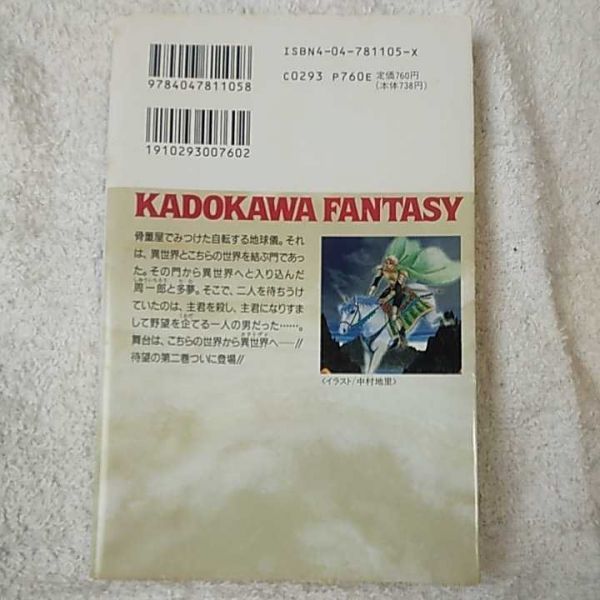 ISBN4-04-781105-X
C0293 P760E 定価760円
(本体738円)
9784047811058
1910293007602
KADOKAWA FANTASY
骨董屋でみつけた自転する地球儀。それ
は、異世界とこちらの世界を結ぶ門であっ
た。その門から異世界へと入り込んだ
周一郎と多夢。そこで、二人を待ちうけ
ていたのは、主君を殺し、主君になりすま
して野望を企てる一人の男だった……。
舞台は、こちらの世界から異世界へ——!!
待望の第二巻ついに登場!!
〈イラスト/中村地里〉